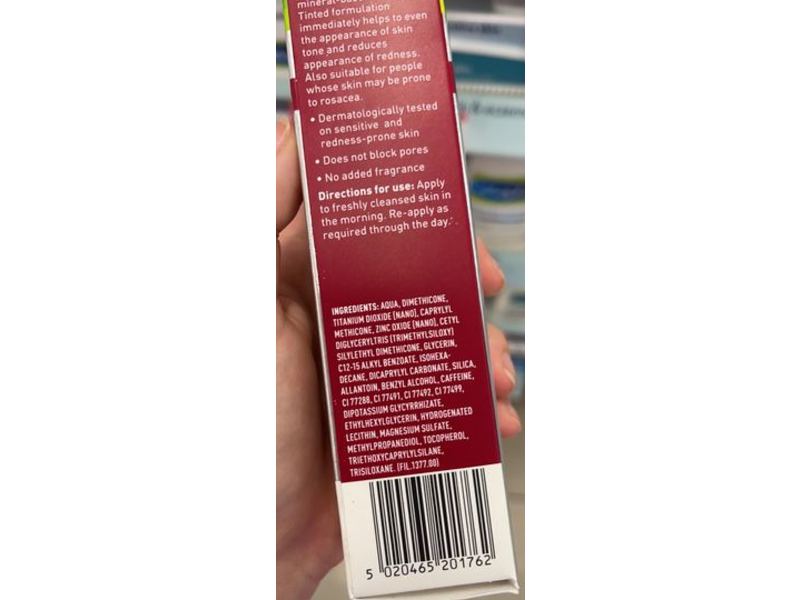 mineral-based
Tinted formulation
immediately helps to even
the appearance of skin
tone and reduces
appearance of redness.
Also suitable for people
whose skin may be prone
to rosacea.
• Dermatologically tested
on sensitive and
redness-prone skin
• Does not block pores
• No added fragrance
Directions for use: Apply
to freshly cleansed skin in
the morning. Re-apply as
required through the day.
INGREDIENTS: AQUA, DIMETHICONE,
TITANIUM DIOXIDE [NANO], CAPRYLYL
METHICONE, ZINC OXIDE [NANO], CETYL
DIGLYCERYLTRIS (TRIMETHYLSILOXY)
SILYLETHYL DIMETHICONE, GLYCERIN,
C12-15 ALKYL BENZOATE, ISOHEXA-
DECANE, DICAPRYLYL CARBONATE, SILICA,
ALLANTOIN, BENZYL ALCOHOL, CAFFEINE,
CI 77288, CI 77491, CI 77492, CI 77499,
DIPOTASSIUM GLYCYRRHIZATE,
ETHYLHEXYLGLYCERIN, HYDROGENATED
LECITHIN, MAGNESIUM SULFATE,
METHYLPROPANEDIOL, TOCOPHEROL,
TRIETHOXYCAPRYLYLSILANE,
TRISILOXANE. (FIL.1377.00)
5 020465 201762